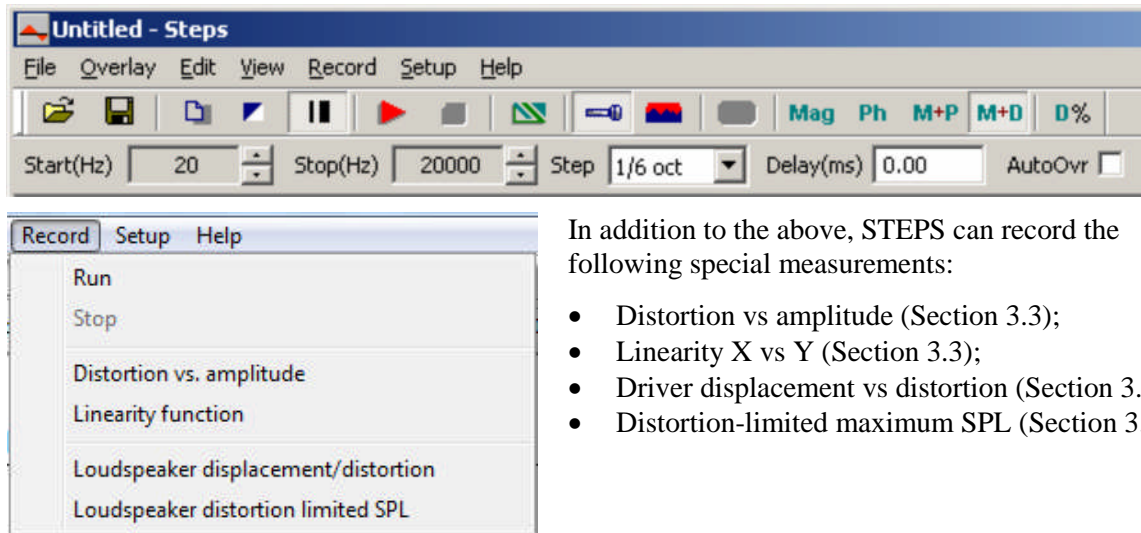 Untitled - Steps
File Overlay Edit View Record Setup Help
Mag Ph M+P M+D D%
Start(Hz) 20 Stop(Hz) 20000 Step 1/6 oct Delay(ms) 0.00 AutoOvr
Record Setup Help
Run
Stop
Distortion vs. amplitude
Linearity function
Loudspeaker displacement/distortion
Loudspeaker distortion limited SPL
In addition to the above, STEPS can record the
following special measurements:
• Distortion vs amplitude (Section 3.3);
• Linearity X vs Y (Section 3.3);
• Driver displacement vs distortion (Section 3.
• Distortion-limited maximum SPL (Section 3